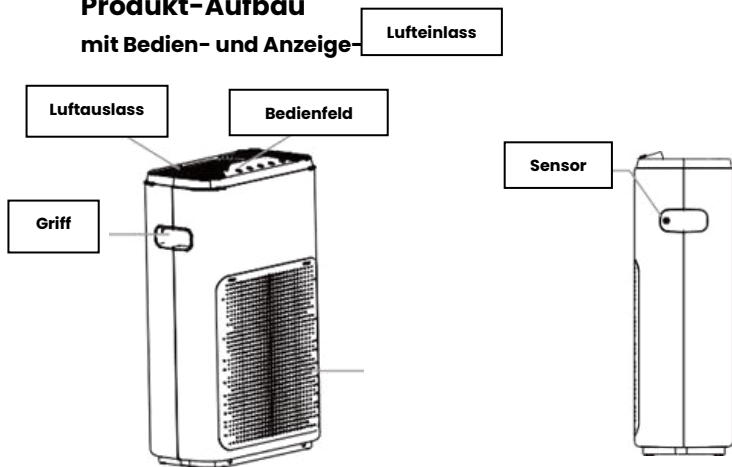 Produkt-Aufbau
mit Bedien- und Anzeige-
Lufteinlass
Luftauslass
Bedienfeld
Sensor
Griff